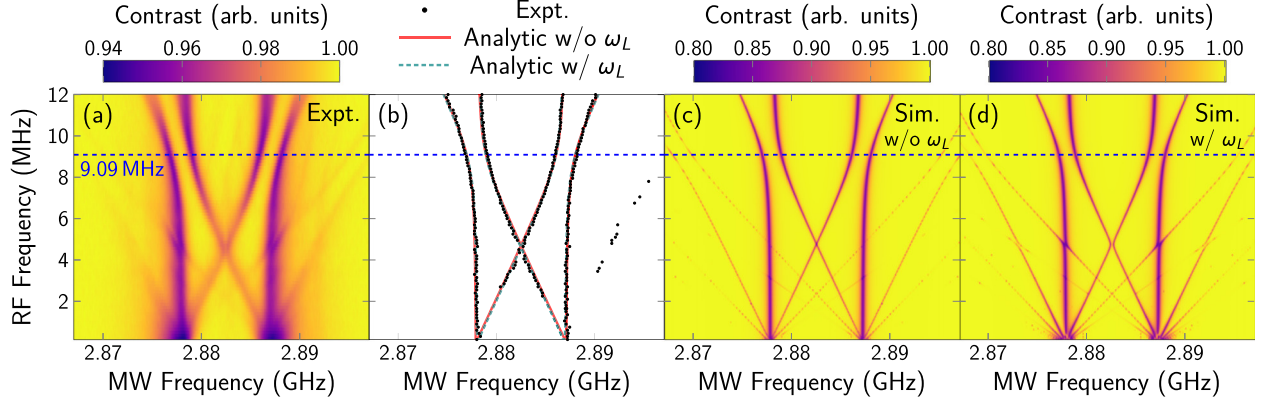 Contrast (arb. units)
0.94 0.96 0.98 1.00
Expt.
Analytic w/o ωL
Analytic w/ ωL
Contrast (arb. units)
0.80 0.85 0.90 0.95 1.00
Contrast (arb. units)
0.80 0.85 0.90 0.95 1.00
RF Frequency (MHz)
12
10
8
6
4
2
(a)
Expt.
9.09 MHz
(b)
(c)
Sim.
w/o ωL
(d)
Sim.
w/ ωL
2.87 2.88 2.89
2.87 2.88 2.89
2.87 2.88 2.89
2.87 2.88 2.89
MW Frequency (GHz)
MW Frequency (GHz)
MW Frequency (GHz)
MW Frequency (GHz)